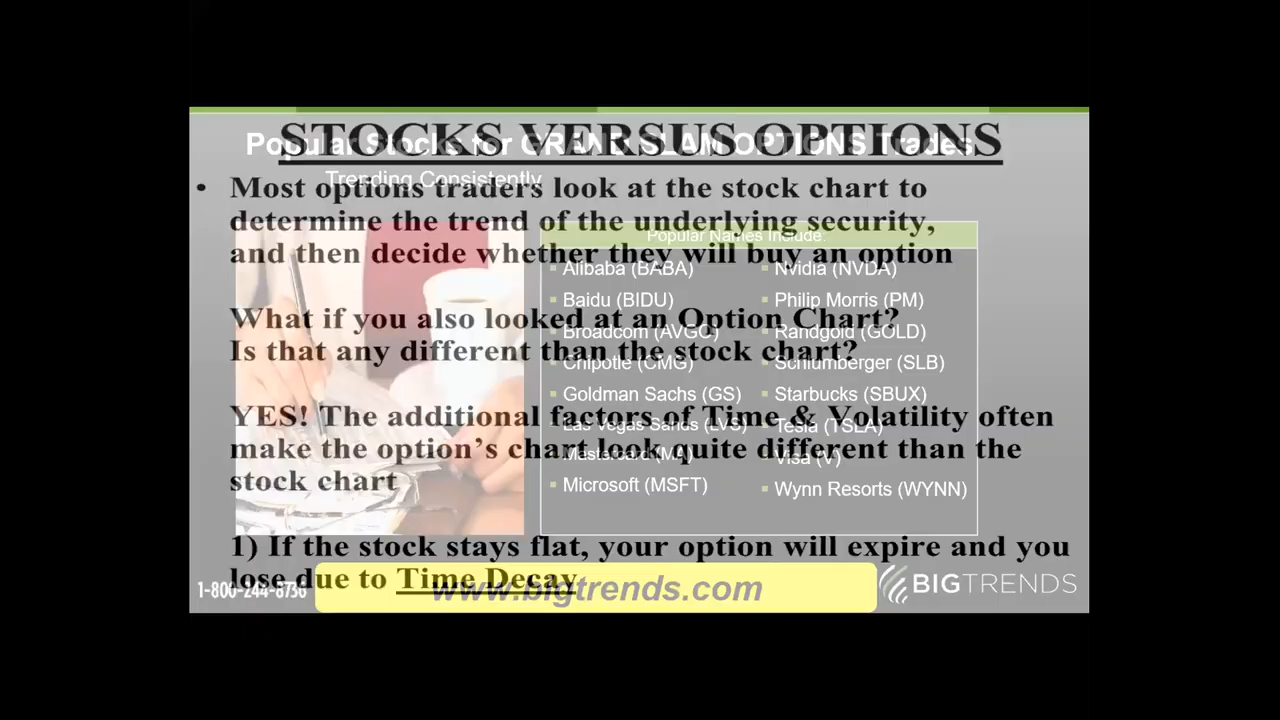 STOCKS VERSUS OPTIONS
Popular Stocks for GRAND SLAM OPTIONS Trades
Trending Consistently
• Most options traders look at the stock chart to
determine the trend of the underlying security,
and then decide whether they will buy an option
What if you also looked at an Option Chart?
Is that any different than the stock chart?
YES! The additional factors of Time & Volatility often
make the option’s chart look quite different than the
stock chart
1) If the stock stays flat, your option will expire and you
lose due to Time Decay
Popular Names Include:
Alibaba (BABA)
Baidu (BIDU)
Broadcom (AVGO)
Chipotle (CMG)
Goldman Sachs (GS)
Las Vegas Sands (LVS)
Mastercard (MA)
Microsoft (MSFT)
Nvidia (NVDA)
Philip Morris (PM)
Randgold (GOLD)
Schlumberger (SLB)
Starbucks (SBUX)
Tesla (TSLA)
Visa (V)
Wynn Resorts (WYNN)
1-800-244-8736
www.bigtrends.com
BIGTRENDS